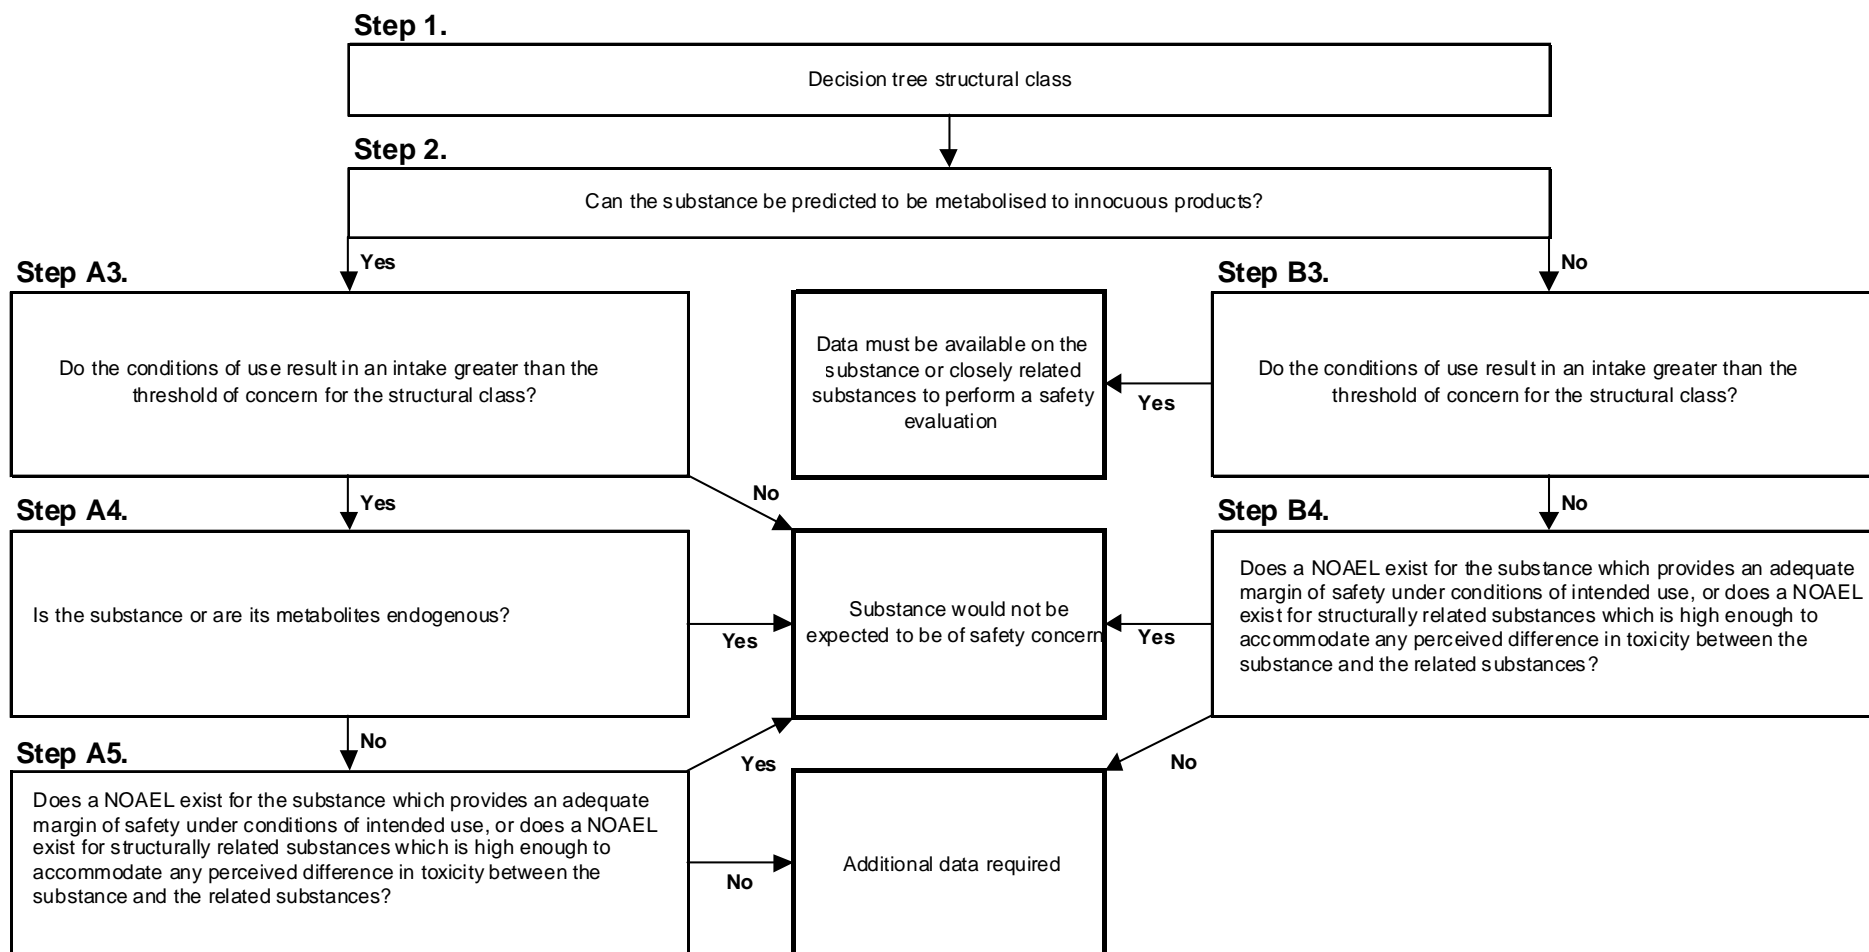 Step 1.
Decision tree structural class
Step 2.
Can the substance be predicted to be metabolised to innocuous products?
Yes
No
Step A3.
Do the conditions of use result in an intake greater than the
threshold of concern for the structural class?
Data must be available on the
substance or closely related
substances to perform a safety
evaluation
Yes
Step B3.
Do the conditions of use result in an intake greater than the
threshold of concern for the structural class?
Yes
No
No
Step A4.
Is the substance or are its metabolites endogenous?
Yes
Substance would not be
expected to be of safety concern
Yes
Step B4.
Does a NOAEL exist for the substance which provides an adequate
margin of safety under conditions of intended use, or does a NOAEL
exist for structurally related substances which is high enough to
accommodate any perceived difference in toxicity between the
substance and the related substances?
No
Yes
No
Step A5.
Does a NOAEL exist for the substance which provides an adequate
margin of safety under conditions of intended use, or does a NOAEL
exist for structurally related substances which is high enough to
accommodate any perceived difference in toxicity between the
substance and the related substances?
No
Additional data required